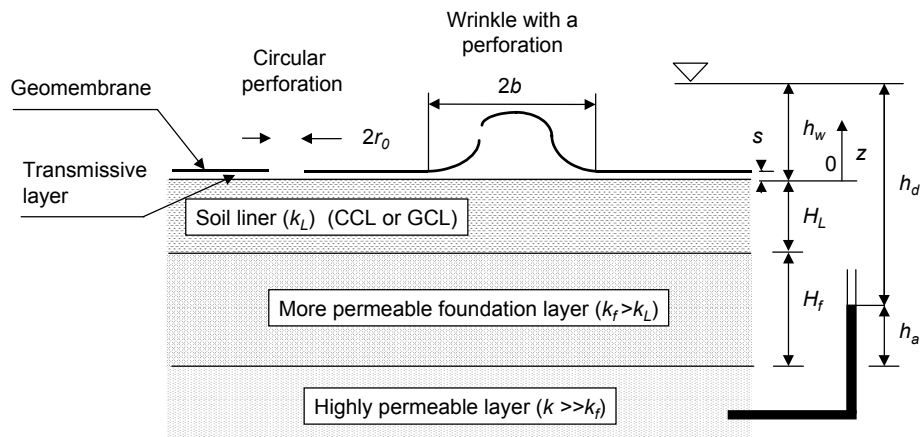 Wrinkle with a
perforation
Circular
perforation
Geomembrane
2b
2r0
s
hw
z
0
Transmissive
layer
hd
Soil liner (kL) (CCL or GCL)
HL
More permeable foundation layer (kf>kL)
Hf
ha
Highly permeable layer (k >>kf)